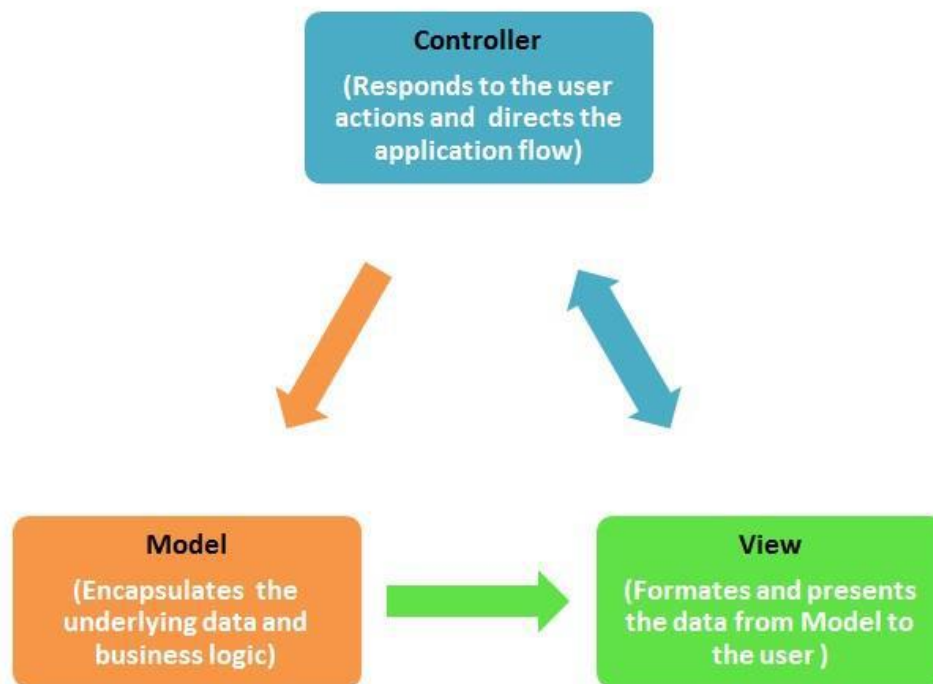 Controller
(Responds to the user
actions and directs the
application flow)
Model
(Encapsulates the
underlying data and
business logic)
View
(Formates and presents
the data from Model to
the user )